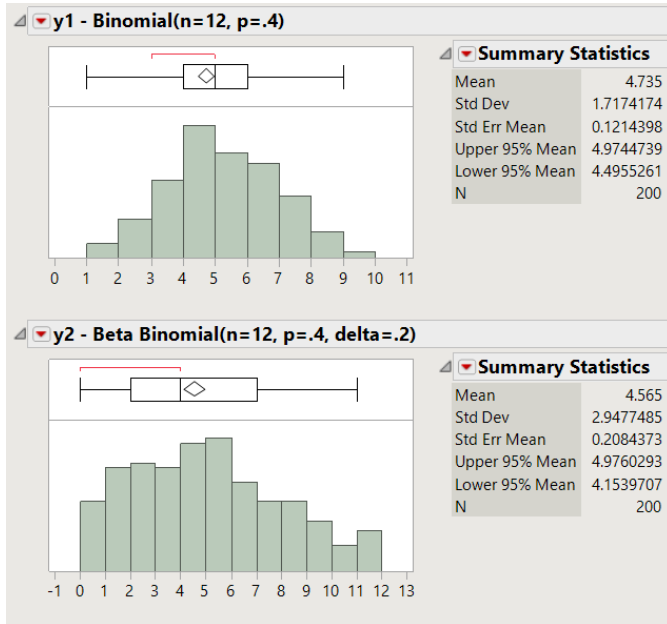 y1 - Binomial(n=12, p=.4)
Summary Statistics
Mean 4.735
Std Dev 1.7174174
Std Err Mean 0.1214398
Upper 95% Mean 4.9744739
Lower 95% Mean 4.4955261
N 200
0 1 2 3 4 5 6 7 8 9 10 11
y2 - Beta Binomial(n=12, p=.4, delta=.2)
Summary Statistics
Mean 4.565
Std Dev 2.9477485
Std Err Mean 0.2084373
Upper 95% Mean 4.9760293
Lower 95% Mean 4.1539707
N 200
-1 0 1 2 3 4 5 6 7 8 9 10 11 12 13